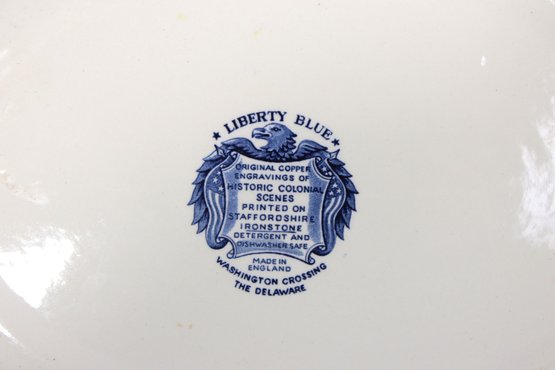 LIBERTY BLUE
ORIGINAL COPPER
ENGRAVINGS OF
HISTORIC COLONIAL
SCENES
PRINTED ON
STAFFORDSHIRE
IRONSTONE
DETERGENT AND
DISHWASHER SAFE
MADE IN
ENGLAND
WASHINGTON CROSSING
THE DELAWARE